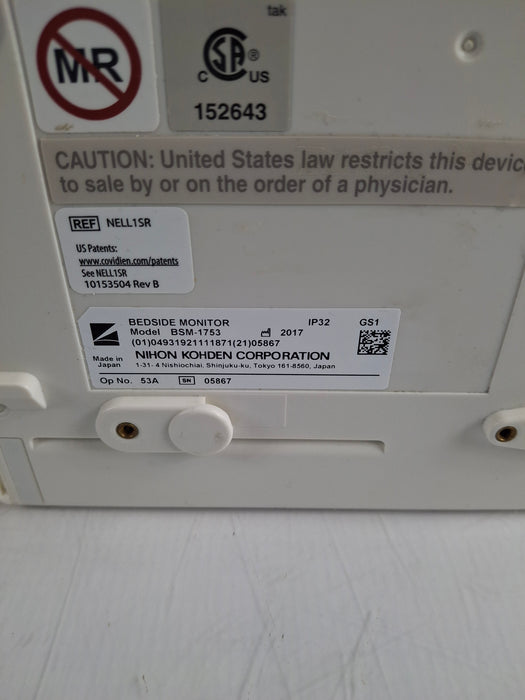 tak
MR
CSA®
C US
152643
CAUTION: United States law restricts this device
to sale by or on the order of a physician.
REF NELL1SR
US Patents:
www.covidien.com/patents
See NELL1SR
10153504 Rev B
BEDSIDE MONITOR IP32 GS1
Model BSM-1753 2017
(01)04931921111871(21)05867
Made in
Japan
NIHON KOHDEN CORPORATION
1-31-4 Nishiochiai, Shinjuku-ku, Tokyo 161-8560, Japan
Op No. 53A SN 05867